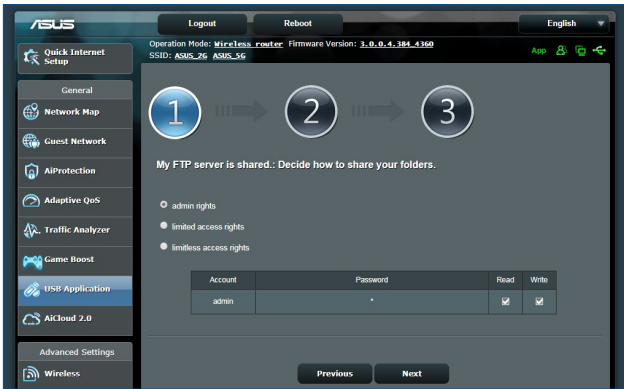 ASUS
Logout
Reboot
English
Quick Internet
Setup
Operation Mode: Wireless router Firmware Version: 3.0.0.4.384_4360
SSID: ASUS_2G ASUS_5G
App
General
Network Map
Guest Network
AiProtection
Adaptive QoS
Traffic Analyzer
Game Boost
USB Application
AiCloud 2.0
Advanced Settings
Wireless
1 2 3
My FTP server is shared.: Decide how to share your folders.
admin rights
limited access rights
limitless access rights
Account Password Read Write
admin *
Previous Next